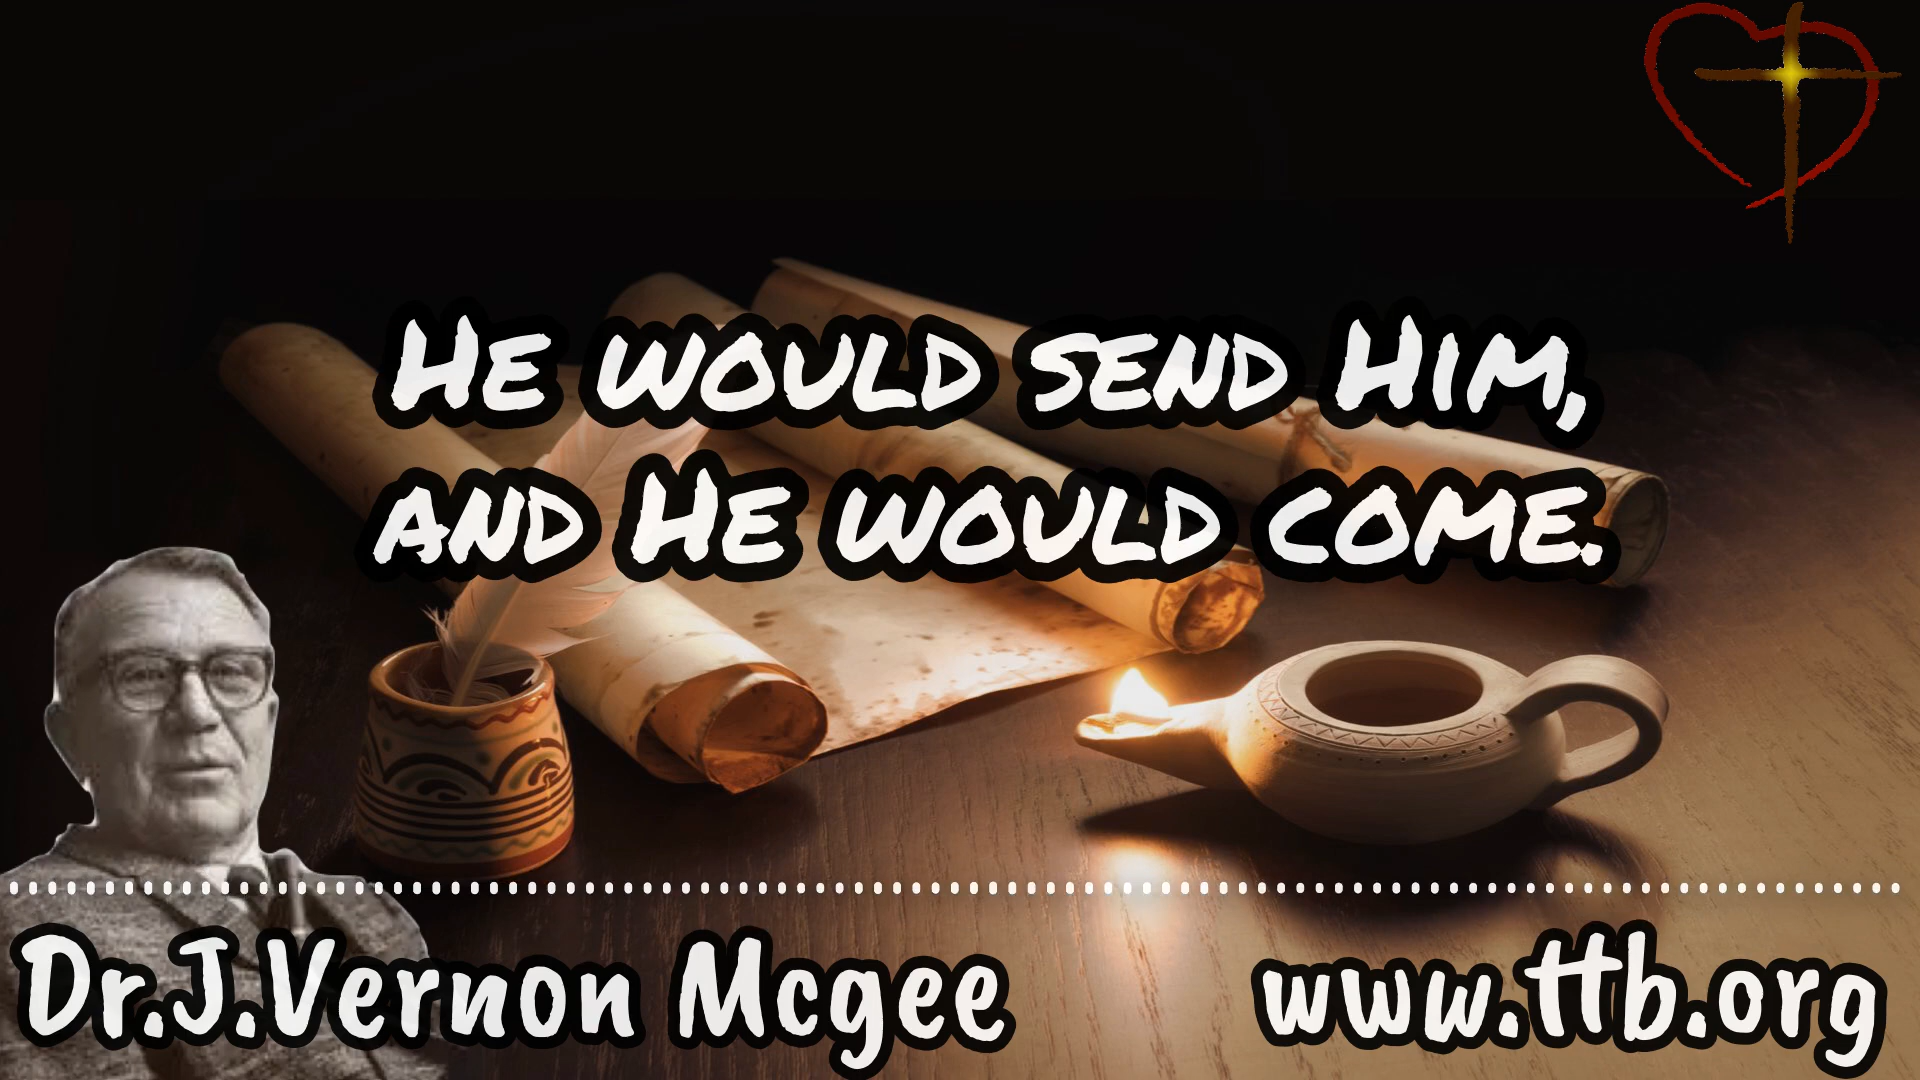 He would send Him,
and He would come.
Dr.J.Vernon Mcgee
www.ttb.org